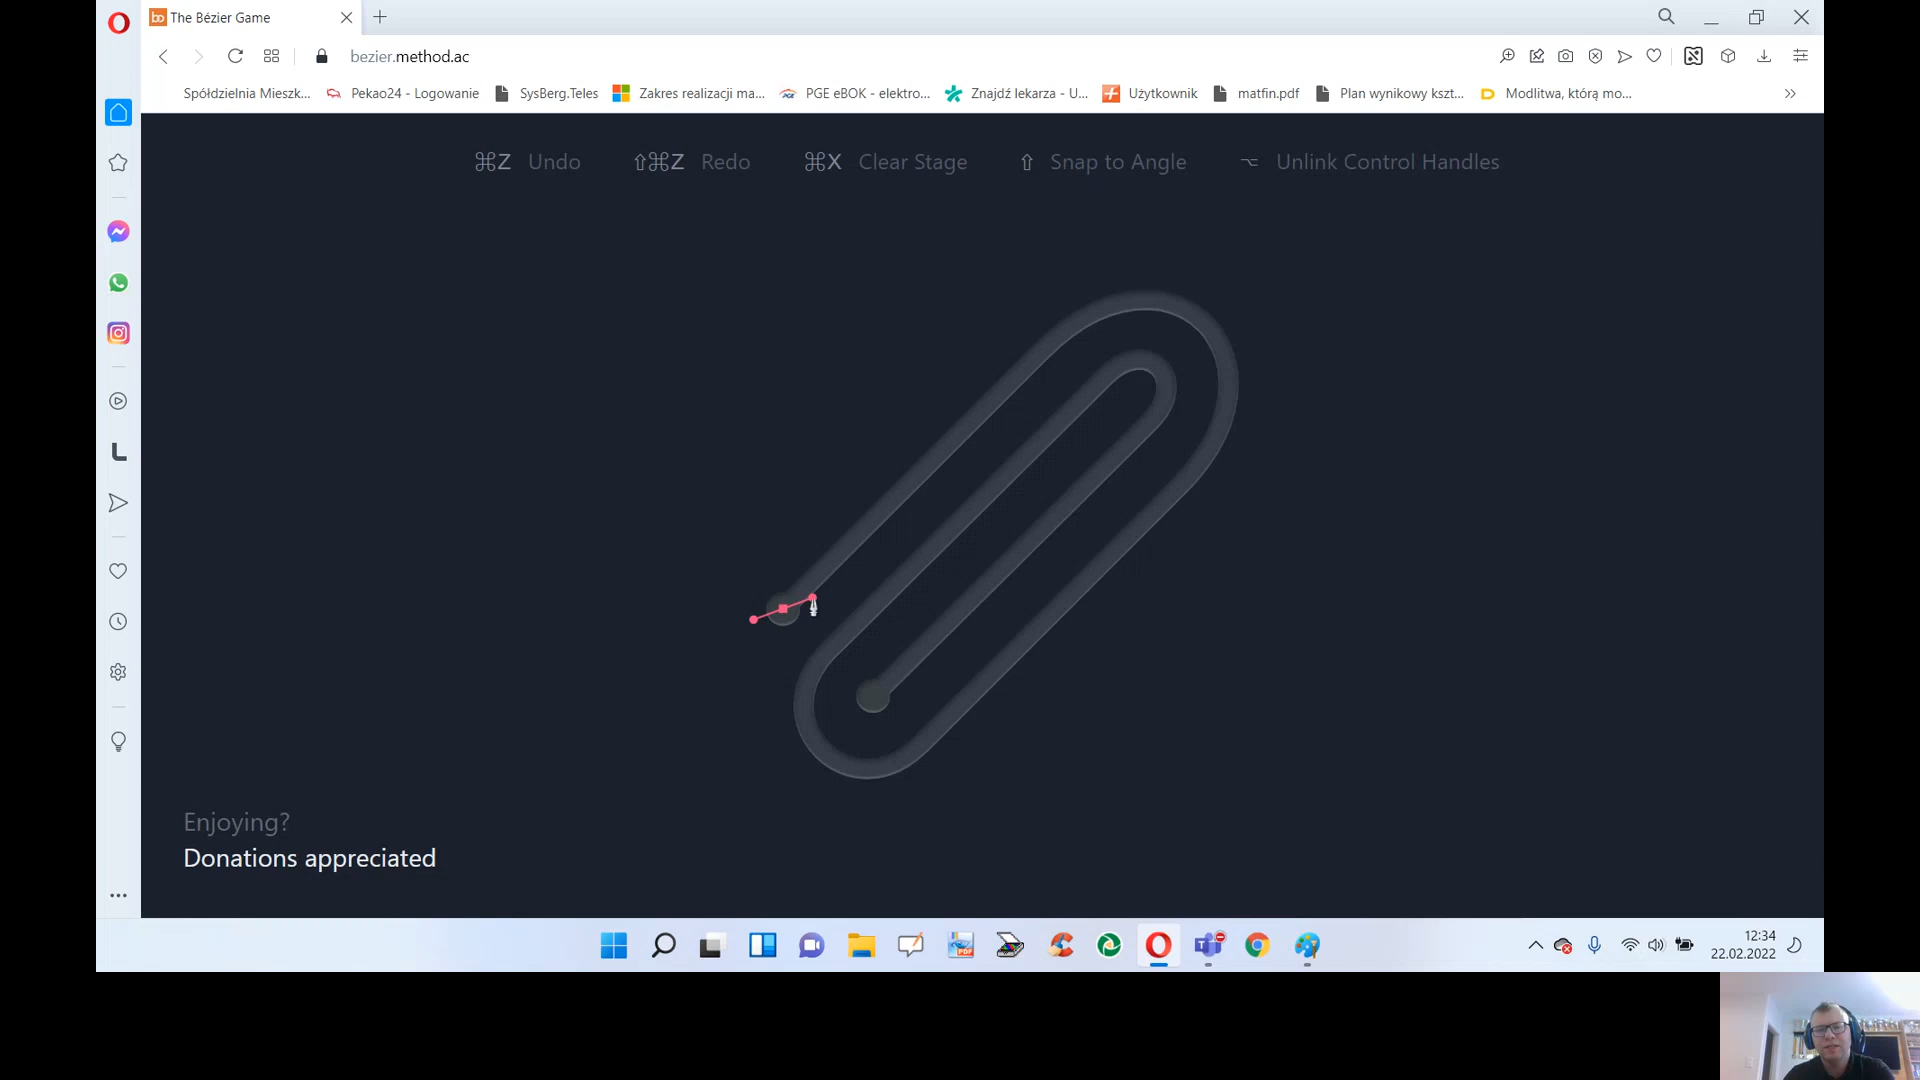 The Bézier Game
bezier.method.ac
Spółdzielnia Mieszk... Pekao24 - Logowanie SysBerg.Teles Zakres realizacji ma... PGE eBOK - elektro... Znajdź lekarza - U... Użytkownik matfin.pdf Plan wynikowy kszt... Modlitwa, którą mo...
⌘Z Undo ⇧⌘Z Redo ⌘X Clear Stage ⇧ Snap to Angle ⌥ Unlink Control Handles
Enjoying?
Donations appreciated
12:34
22.02.2022